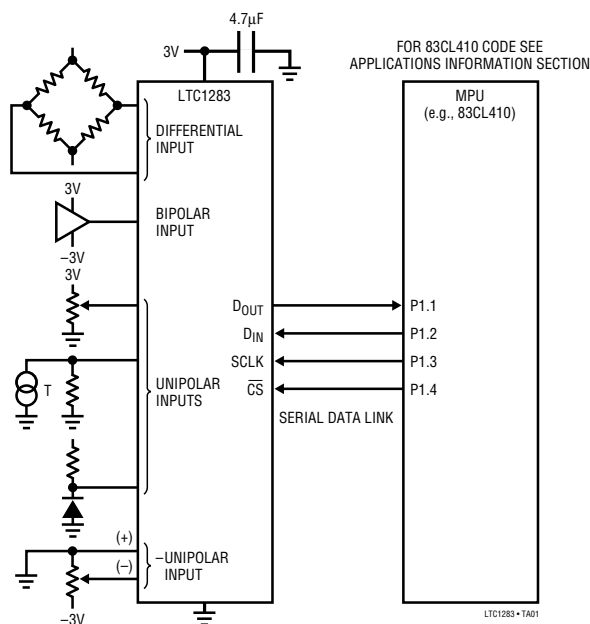 4.7µF
3V
FOR 83CL410 CODE SEE
APPLICATIONS INFORMATION SECTION
LTC1283
MPU
(e.g., 83CL410)
DIFFERENTIAL
INPUT
3V
BIPOLAR
INPUT
–3V
3V
DOUT
P1.1
DIN
P1.2
SCLK
P1.3
CS
P1.4
T
UNIPOLAR
INPUTS
SERIAL DATA LINK
(+)
–UNIPOLAR
INPUT
(–)
–3V
LTC1283 • TA01